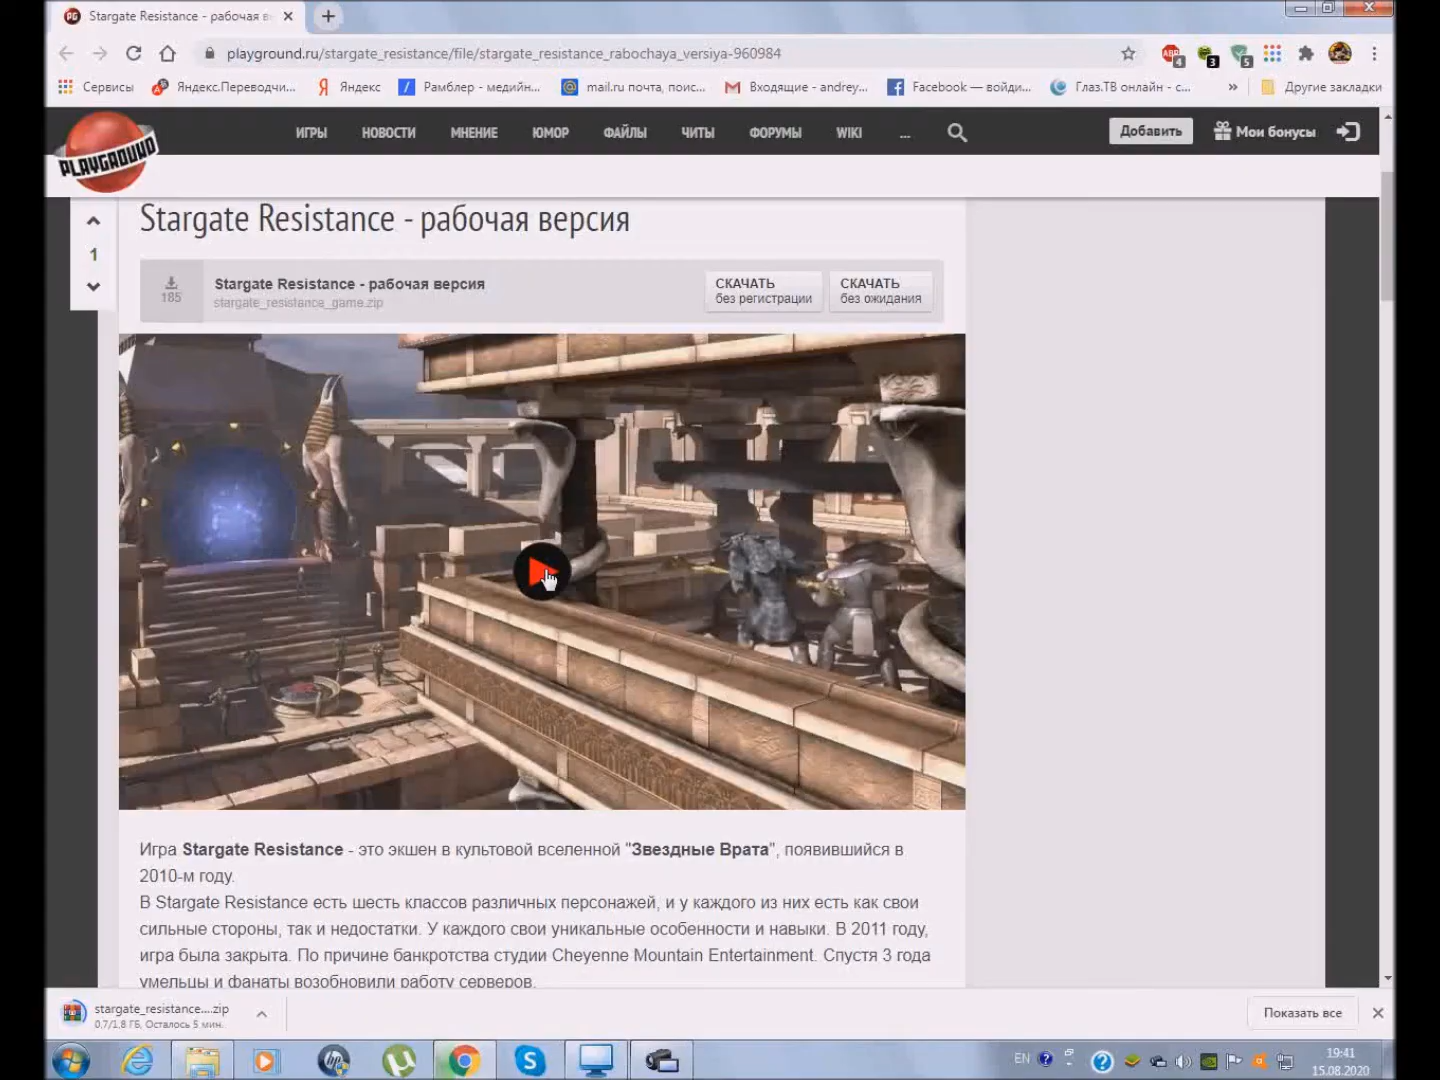 Stargate Resistance - рабочая в
playground.ru/stargate_resistance/file/stargate_resistance_rabochaya_versiya-960984
ABP
4
3
5
Сервисы
Яндекс.Переводчи...
Яндекс
Рамблер - медийн...
mail.ru почта, поис...
Входящие - andrey...
Facebook — войди...
Глаз.ТВ онлайн - с...
»
Другие закладки
PLAYGROUND
ИГРЫ
НОВОСТИ
МНЕНИЕ
ЮМОР
ФАЙЛЫ
ЧИТЫ
ФОРУМЫ
WIKI
...
Добавить
Мои бонусы
Stargate Resistance - рабочая версия
1
185
Stargate Resistance - рабочая версия
stargate_resistance_game.zip
СКАЧАТЬ
без регистрации
СКАЧАТЬ
без ожидания
Игра Stargate Resistance - это экшен в культовой вселенной "Звездные Врата", появившийся в
2010-м году.
В Stargate Resistance есть шесть классов различных персонажей, и у каждого из них есть как свои
сильные стороны, так и недостатки. У каждого свои уникальные особенности и навыки. В 2011 году,
игра была закрыта. По причине банкротства студии Cheyenne Mountain Entertainment. Спустя 3 года
умельцы и фанаты возобновили работу серверов.
stargate_resistance....zip
0,7/1,8 ГБ, Осталось 5 мин.
Показать все
EN
19:41
15.08.2020